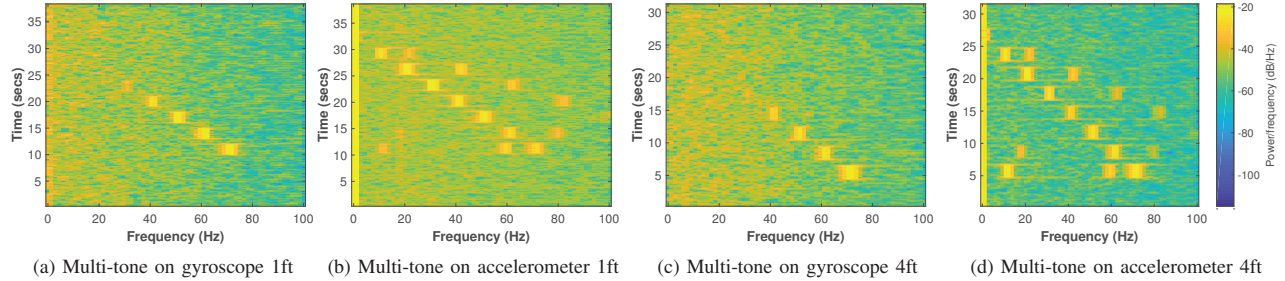 35
30
25
20
15
10
5
0 20 40 60 80 100
Time (secs)
Frequency (Hz)
35
30
25
20
15
10
5
0 20 40 60 80 100
Time (secs)
Frequency (Hz)
30
25
20
15
10
5
0 20 40 60 80 100
Time (secs)
Frequency (Hz)
30
25
20
15
10
5
0 20 40 60 80 100
Time (secs)
Frequency (Hz)
-20
-40
-60
-80
-100
Power/frequency (dB/Hz)
(a) Multi-tone on gyroscope 1ft
(b) Multi-tone on accelerometer 1ft
(c) Multi-tone on gyroscope 4ft
(d) Multi-tone on accelerometer 4ft